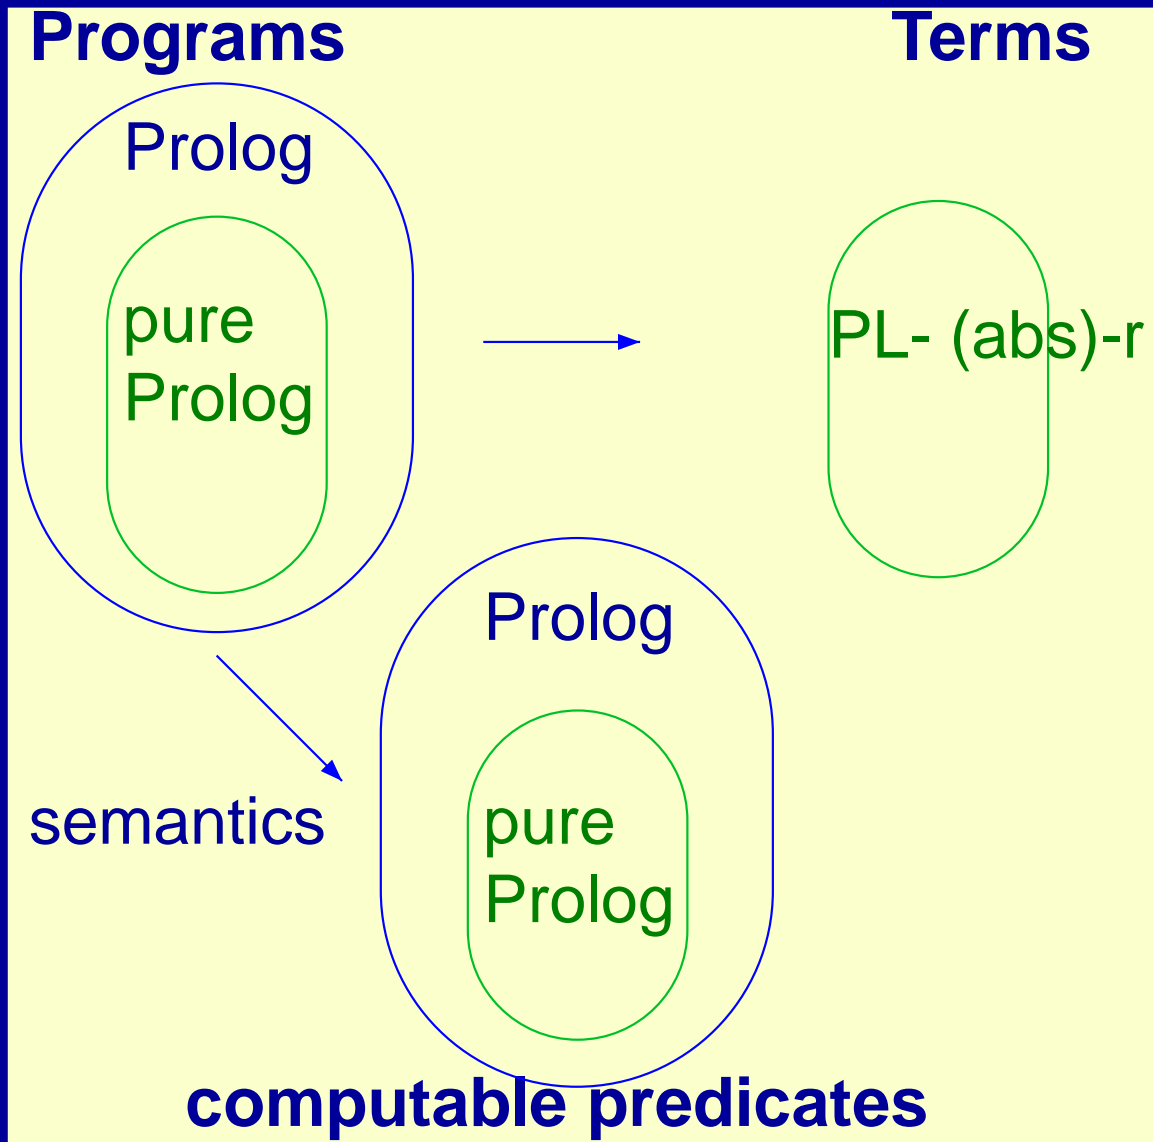 Programs
Terms
Prolog
pure
Prolog
PL- (abs)-r
Prolog
semantics
pure
Prolog
computable predicates